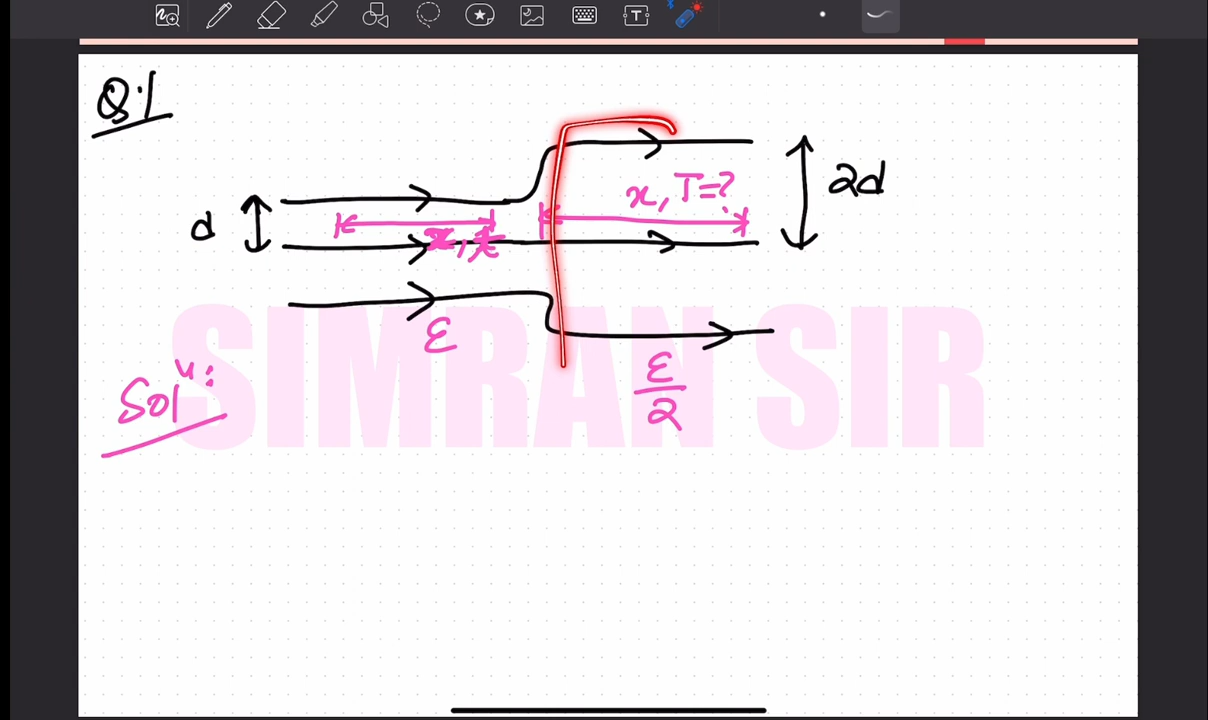 Q.1
d
x, t
x, T=?
2d
ε
ε/2
Solⁿ:
SIMRAN SIR